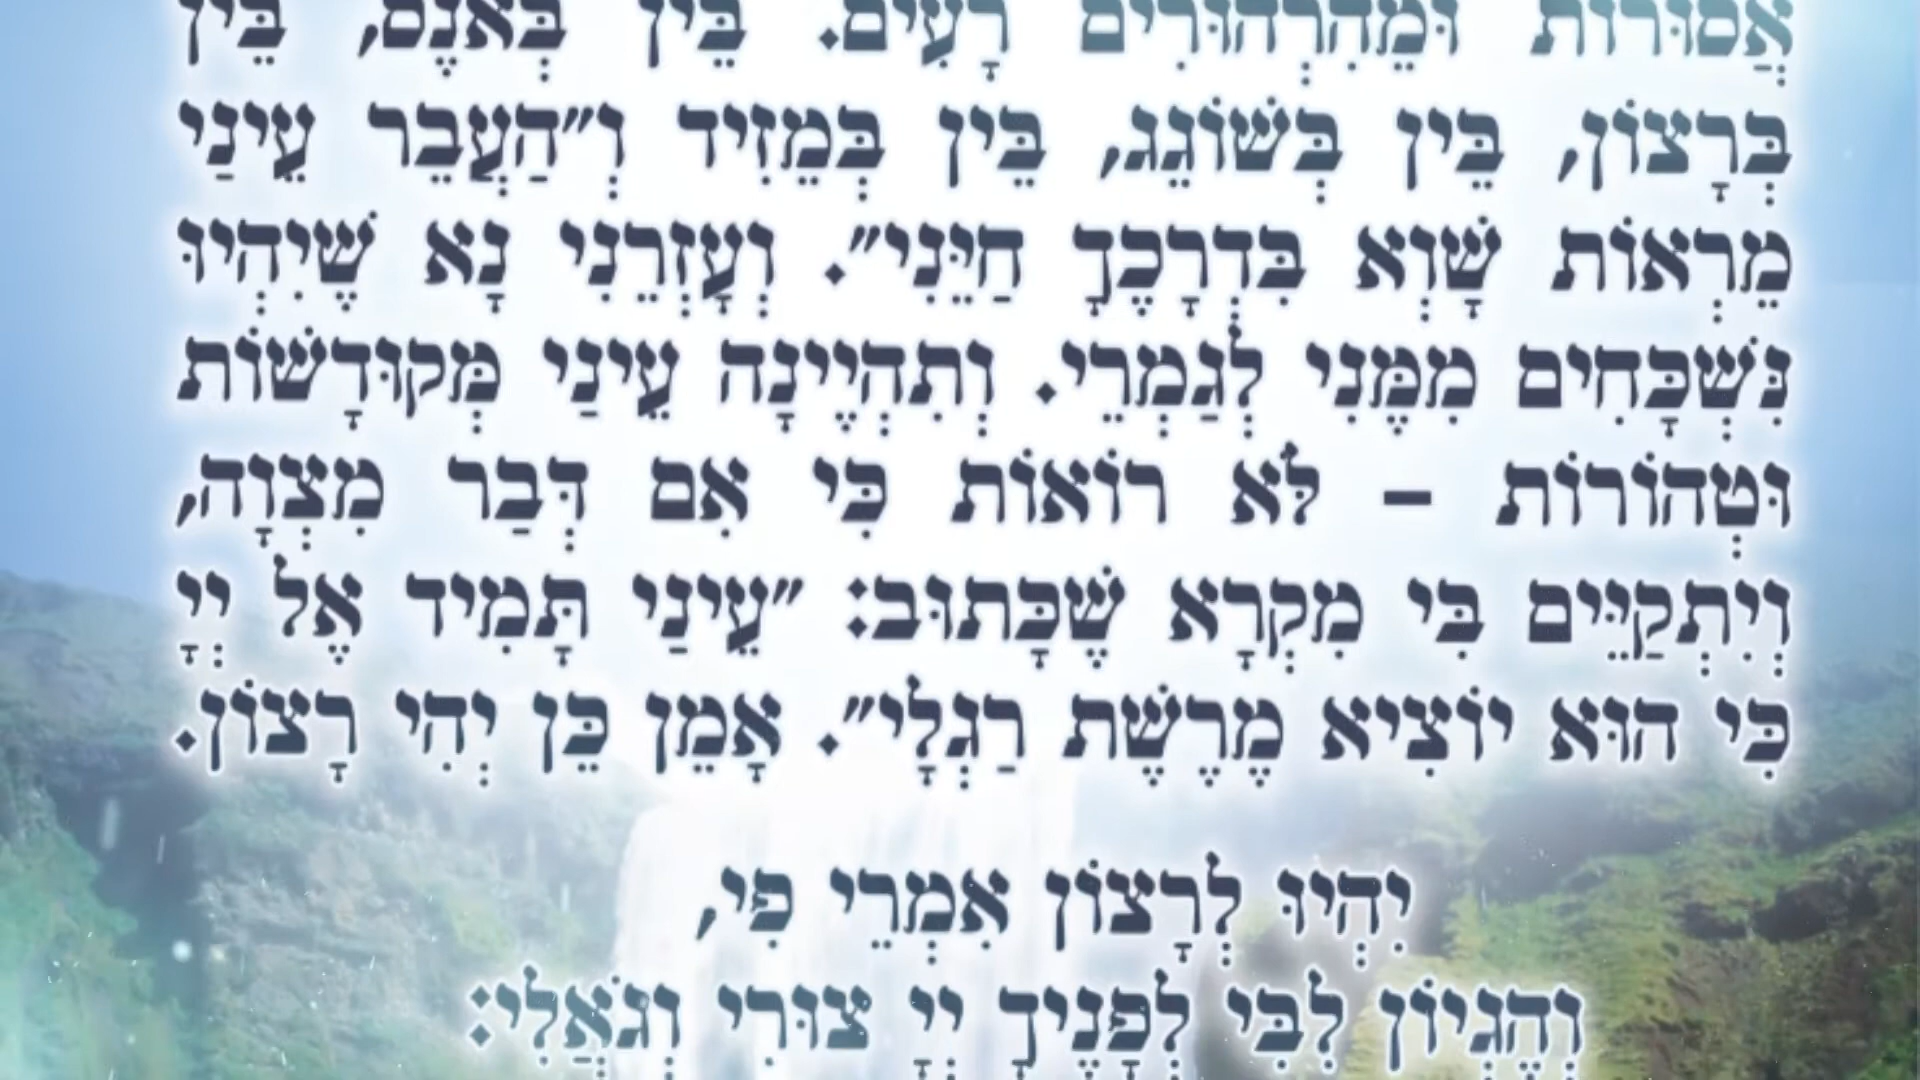 אֲסוּרוֹת וּמֵהִרְהוּרִים רָעִים. בֵּין בְּאֹנֶס, בֵּין
בְּרָצוֹן, בֵּין בְּשׁוֹגֵג, בֵּין בְּמֵזִיד וְ״הַעֲבֵר עֵינַי
מֵרְאוֹת שָׁוְא בִּדְרָכֶךָ חַיֵּנִי״. וְעָזְרֵנִי נָא שֶׁיִהְיוּ
נִּשְׁכָּחִים מִמֶּנִי לְגַמְרֵי. וְתִהְיֶינָה עֵינַי מְּקוּדָשׁוֹת
וּטְהוֹרוֹת – לֹּא רוֹאוֹת כִּי אִם דְּבַר מִצְוָה,
וְיִתְקַיֵּים בִּי מִקְרָא שֶׁכָּתוּב: ״עֵינַי תָּמִיד אֶל יְיָ
כִּי הוּא יוֹצִיא מֶרֶשֶׁת רַגְלָי״. אָמֵן כֵּן יְהִי רָצוֹן.
יִהְיוּ לְרָצוֹן אִמְרֵי פִי,
וְהֶגְיוֹן לִבִּי לְפָנֶיךָ יְיָ צוּרִי וְגֹאֲלִי: